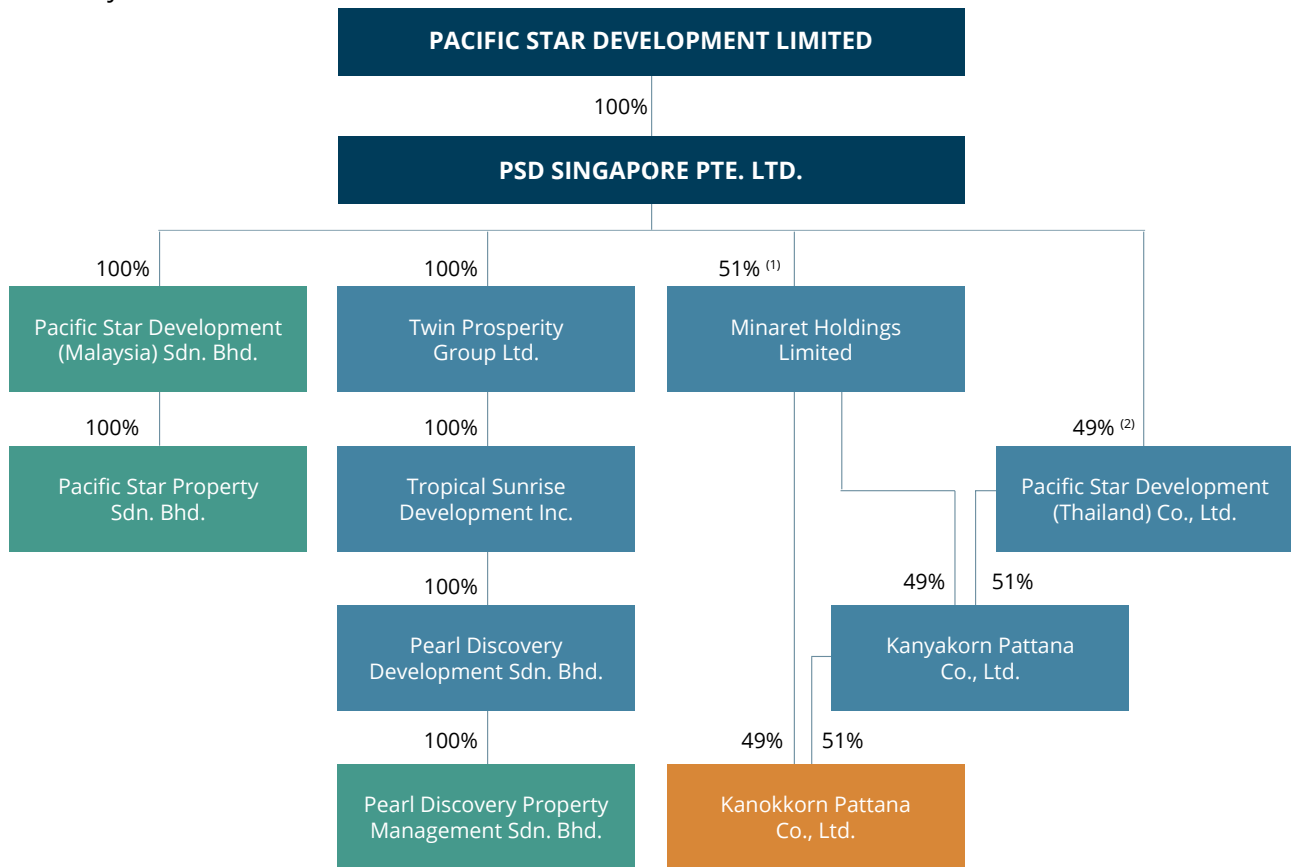 PACIFIC STAR DEVELOPMENT LIMITED
100%
PSD SINGAPORE PTE. LTD.
100%
100%
51% (1)
Pacific Star Development
(Malaysia) Sdn. Bhd.
Twin Prosperity
Group Ltd.
Minaret Holdings
Limited
100%
100%
49% (2)
Pacific Star Property
Sdn. Bhd.
Tropical Sunrise
Development Inc.
Pacific Star Development
(Thailand) Co., Ltd.
100%
49%
51%
Pearl Discovery
Development Sdn. Bhd.
Kanyakorn Pattana
Co., Ltd.
100%
49%
51%
Pearl Discovery Property
Management Sdn. Bhd.
Kanokkorn Pattana
Co., Ltd.